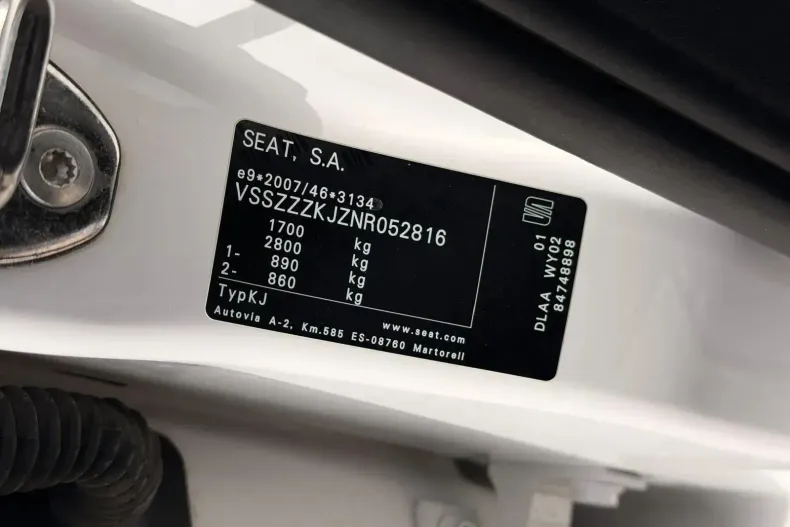 SEAT, S.A.
e9*2007/46*3134
VSSZZZKJZNR052816
1700 kg
2800 kg
1- 890 kg
2- 860 kg
TypKJ
www.seat.com
Autovia A-2, Km.585 ES-08760 Martorell
01
DLAA WY02
84748898